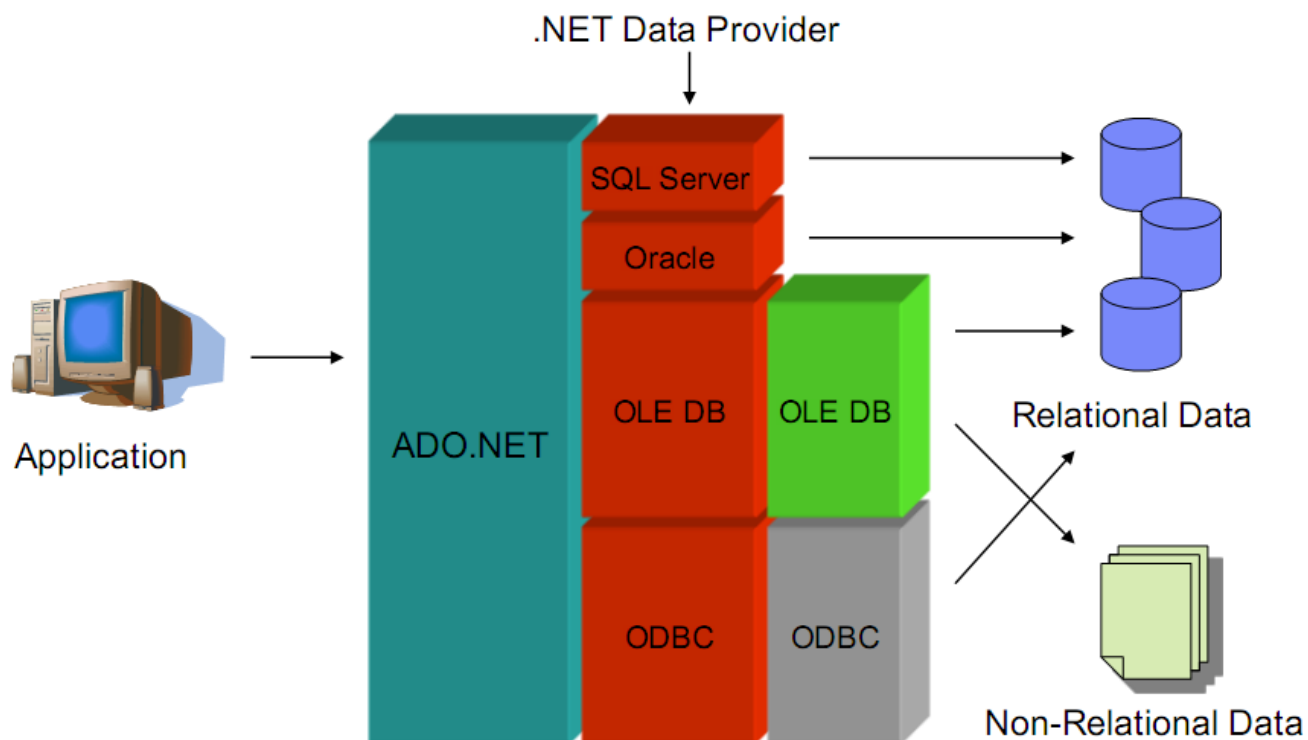 .NET Data Provider
SQL Server
Oracle
OLE DB
OLE DB
Relational Data
ADO.NET
Application
ODBC
ODBC
Non-Relational Data